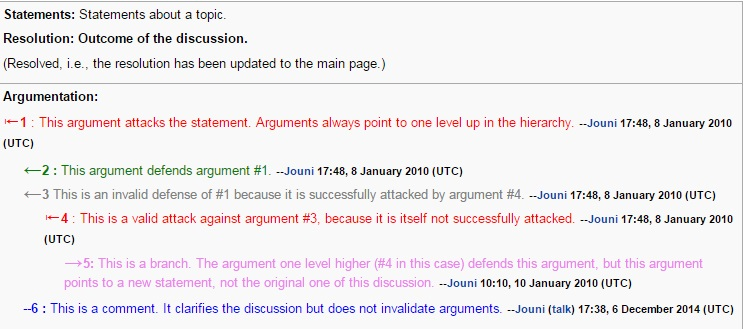 Statements: Statements about a topic.
Resolution: Outcome of the discussion.
(Resolved, i.e., the resolution has been updated to the main page.)
Argumentation:
⇤1 : This argument attacks the statement. Arguments always point to one level up in the hierarchy. --Jouni 17:48, 8 January 2010
(UTC)
←2 : This argument defends argument #1. --Jouni 17:48, 8 January 2010 (UTC)
←3 This is an invalid defense of #1 because it is successfully attacked by argument #4. --Jouni 17:48, 8 January 2010 (UTC)
⇤4 : This is a valid attack against argument #3, because it is itself not successfully attacked. --Jouni 17:48, 8 January 2010
(UTC)
→5: This is a branch. The argument one level higher (#4 in this case) defends this argument, but this argument
points to a new statement, not the original one of this discussion. --Jouni 10:10, 10 January 2010 (UTC)
--6 : This is a comment. It clarifies the discussion but does not invalidate arguments. --Jouni (talk) 17:38, 6 December 2014 (UTC)